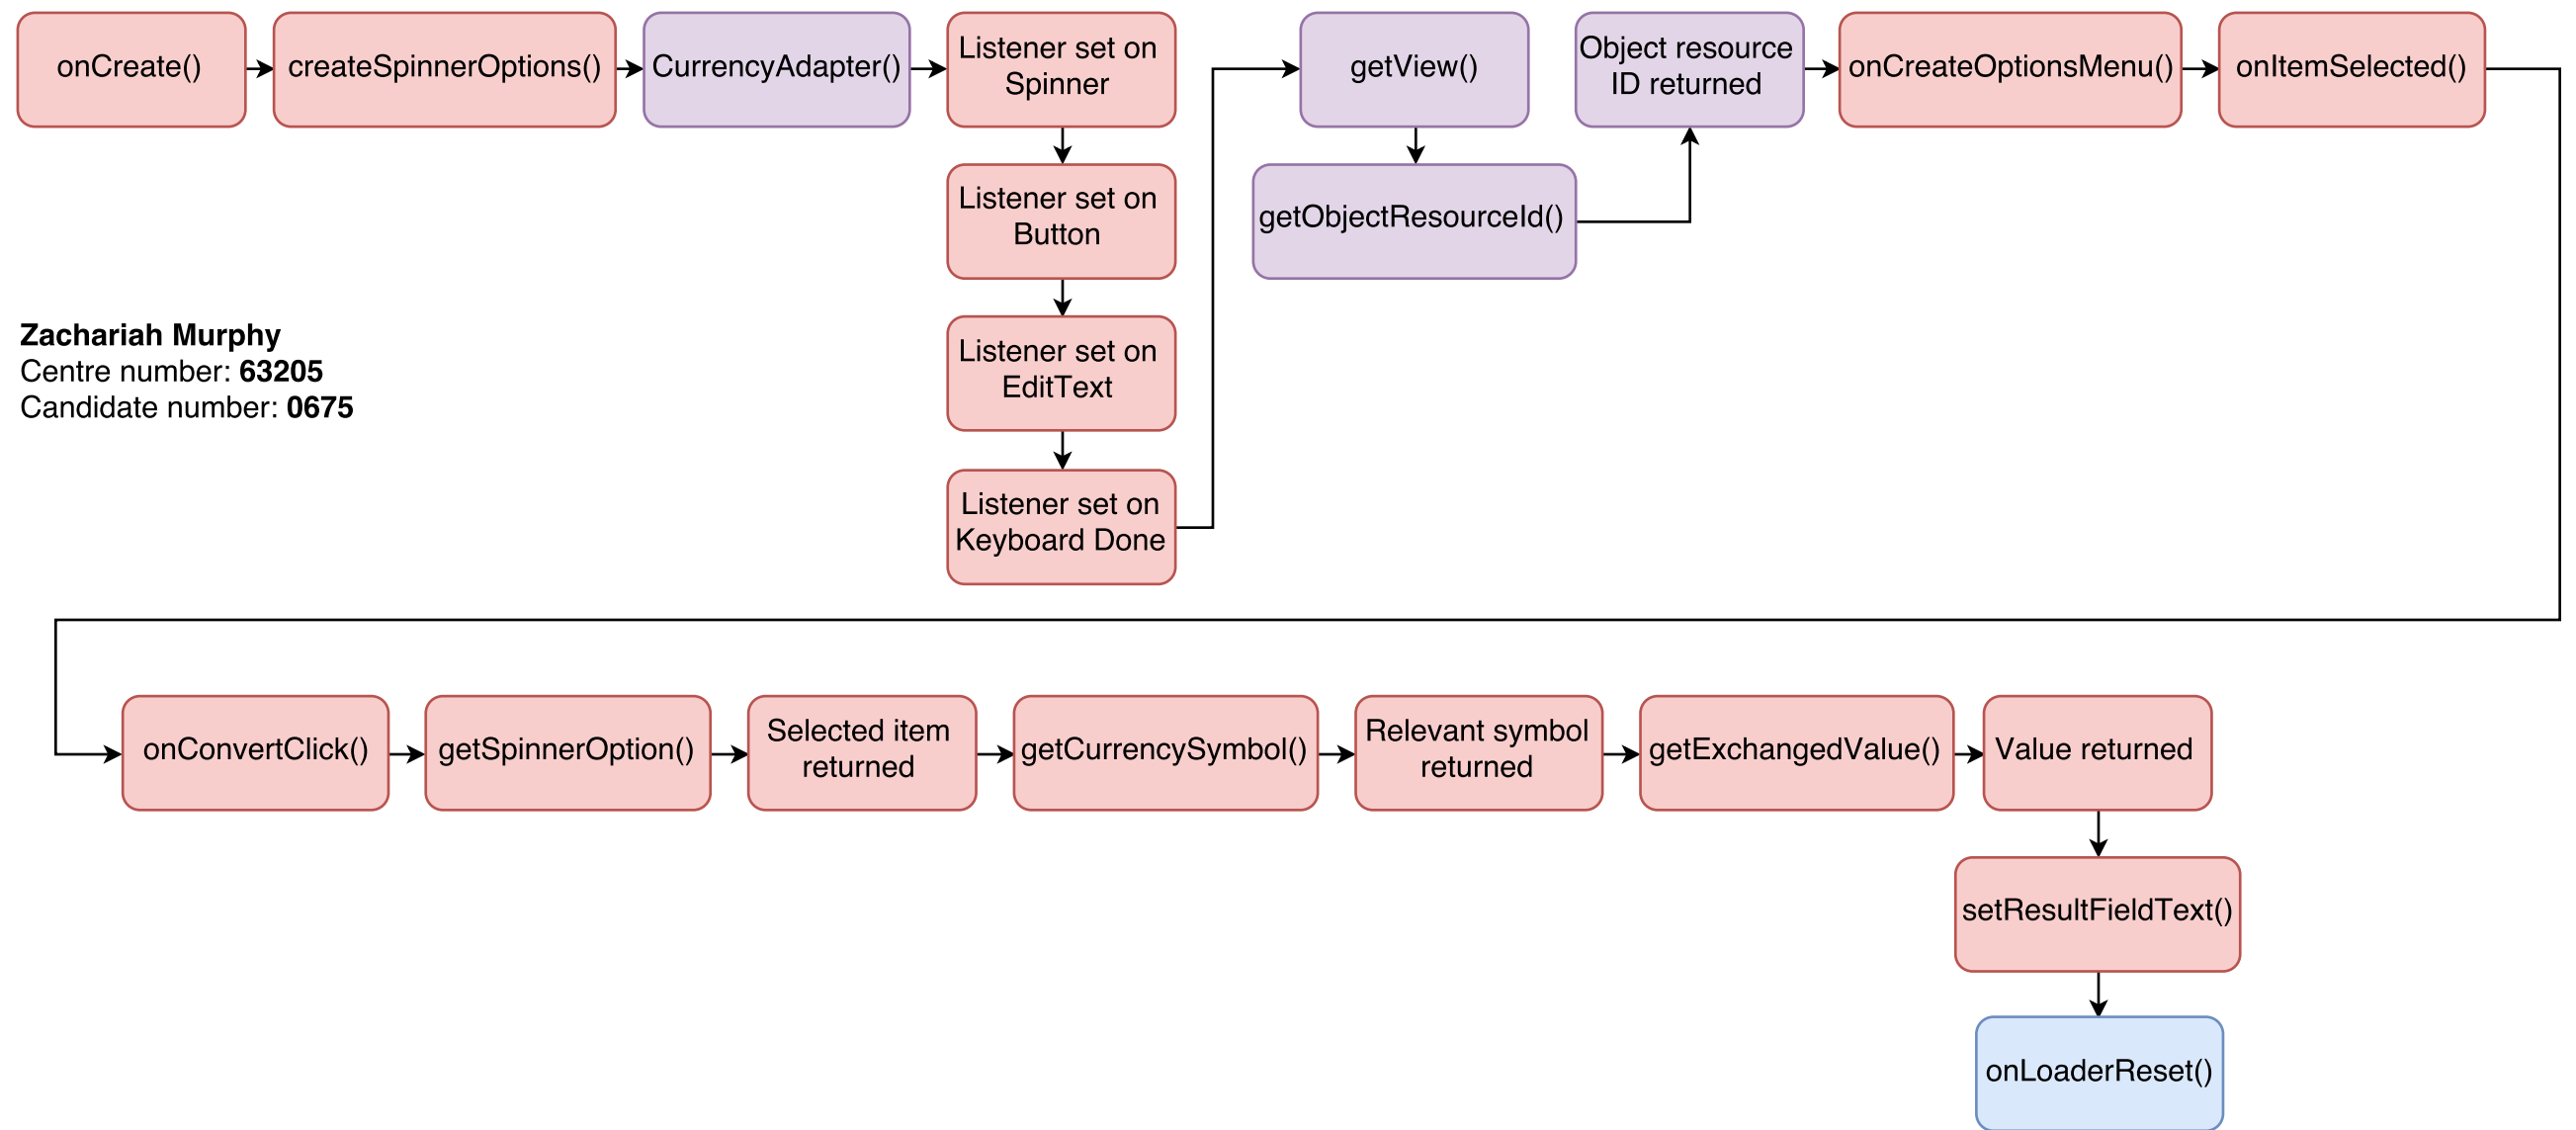 onCreate()
createSpinnerOptions()
CurrencyAdapter()
Listener set on
Spinner
Listener set on
Button
Listener set on
EditText
Listener set on
Keyboard Done
getView()
getObjectResourceId()
Object resource
ID returned
onCreateOptionsMenu()
onItemSelected()
Zachariah Murphy
Centre number: 63205
Candidate number: 0675
onConvertClick()
getSpinnerOption()
Selected item
returned
getCurrencySymbol()
Relevant symbol
returned
getExchangedValue()
Value returned
setResultFieldText()
onLoaderReset()